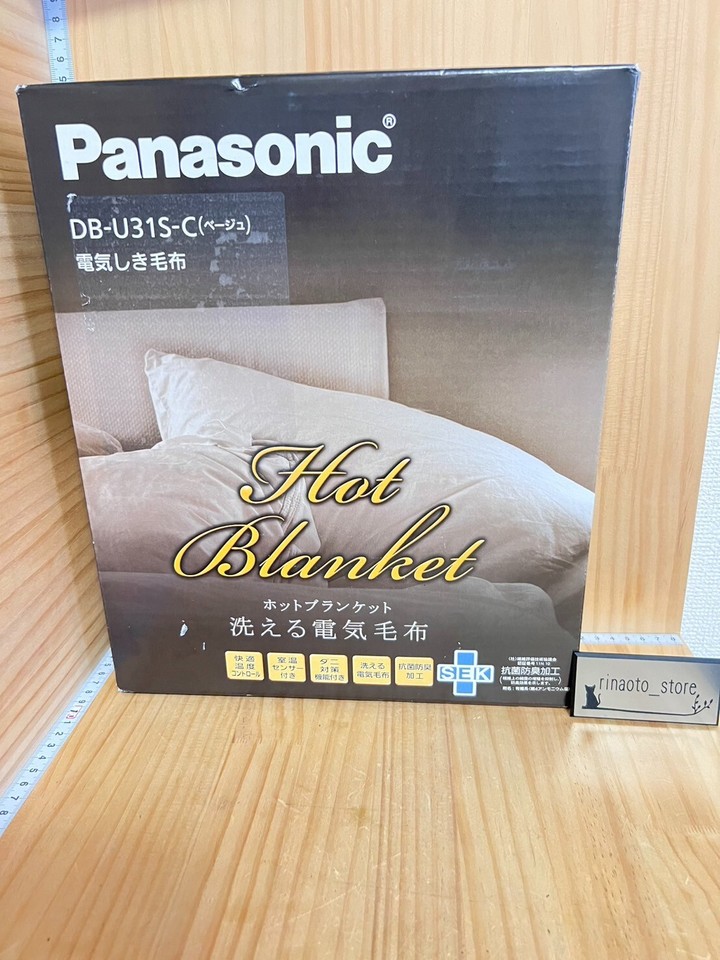 Panasonic®
DB-U31S-C(ベージュ)
電気しき毛布
Hot
Blanket
ホットブランケット
洗える電気毛布
快適
温度
コントロール
室温
センサー
付き
ダニ
対策
機能付き
洗える
電気毛布
抗菌防臭
加工
SEK
抗菌防臭加工
rinaoto_store